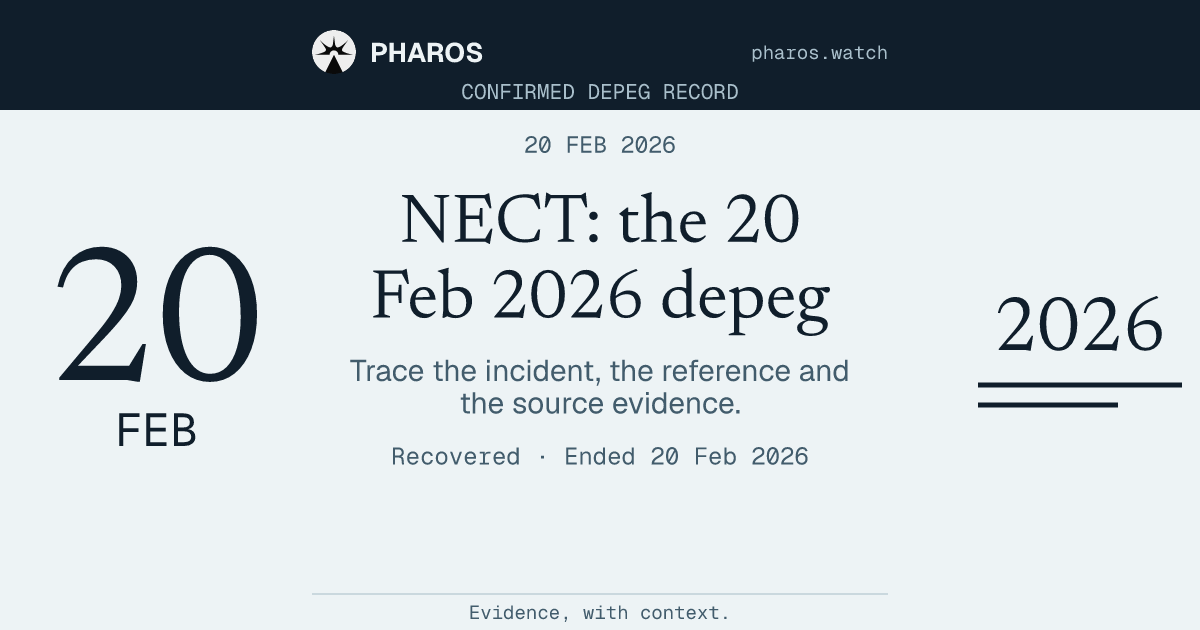 PHAROS
pharos.watch
CONFIRMED DEPEG RECORD
20 FEB 2026
NECT: the 20
Feb 2026 depeg
20
FEB
2026
Trace the incident, the reference and
the source evidence.
Recovered · Ended 20 Feb 2026
Evidence, with context.